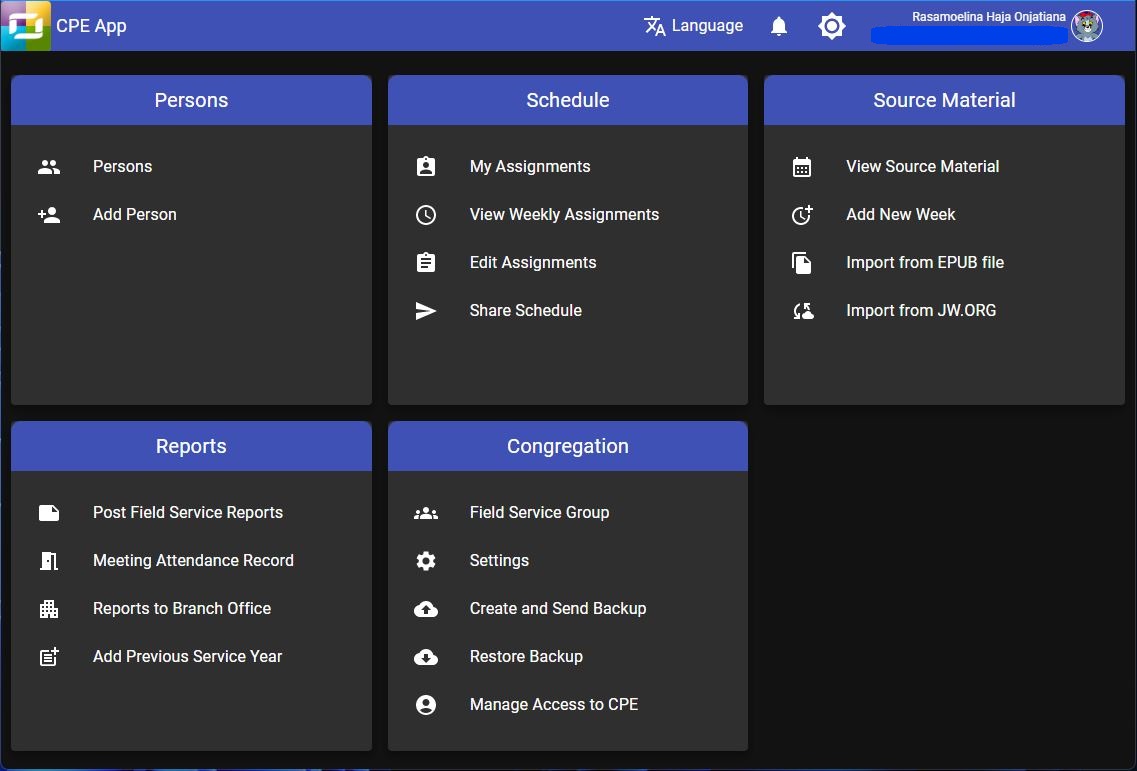 CPE App
Language
Rasamoelina Haja Onjatiana
Persons
Persons
Add Person
Schedule
My Assignments
View Weekly Assignments
Edit Assignments
Share Schedule
Source Material
View Source Material
Add New Week
Import from EPUB file
Import from JW.ORG
Reports
Post Field Service Reports
Meeting Attendance Record
Reports to Branch Office
Add Previous Service Year
Congregation
Field Service Group
Settings
Create and Send Backup
Restore Backup
Manage Access to CPE